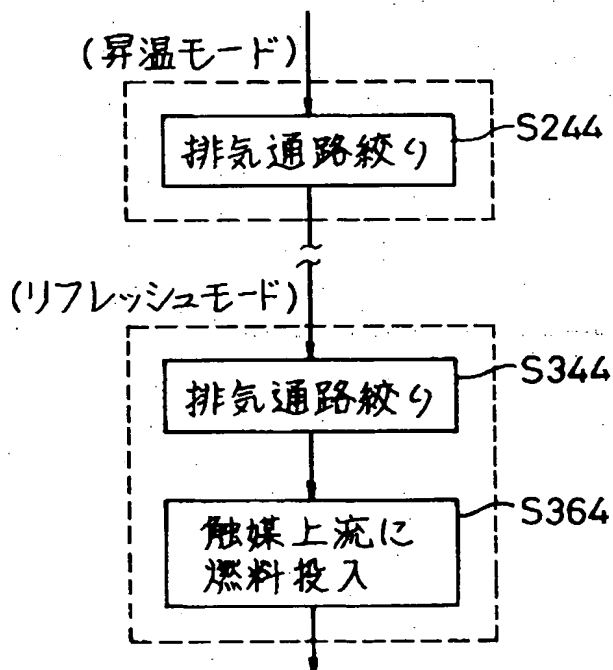 (昇温モード)
排気通路絞り
S244
(リフレッシュモード)
排気通路絞り
S344
触媒上流に
燃料投入
S364